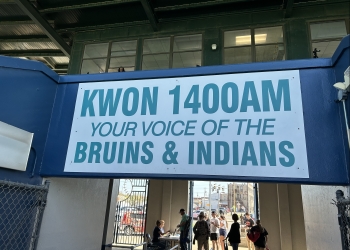 KWON 1400AM
YOUR VOICE OF THE
BRUINS & INDIANS